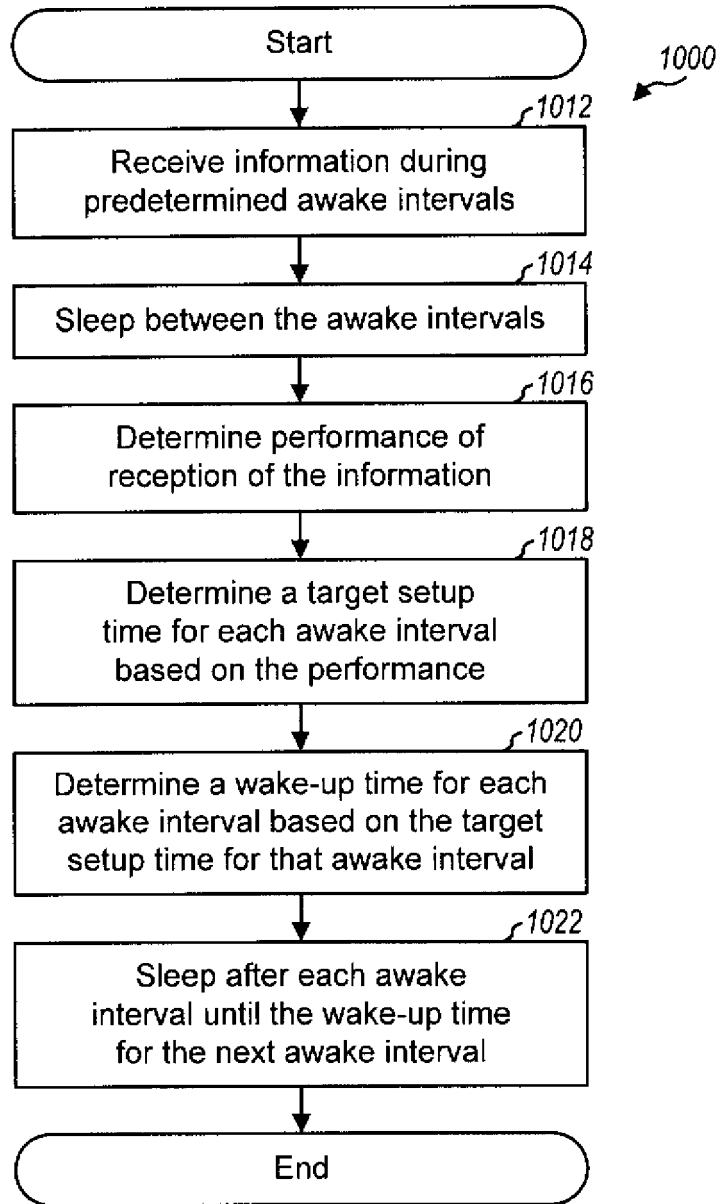 Start
1000
1012
Receive information during
predetermined awake intervals
1014
Sleep between the awake intervals
1016
Determine performance of
reception of the information
1018
Determine a target setup
time for each awake interval
based on the performance
1020
Determine a wake-up time for each
awake interval based on the target
setup time for that awake interval
1022
Sleep after each awake
interval until the wake-up time
for the next awake interval
End